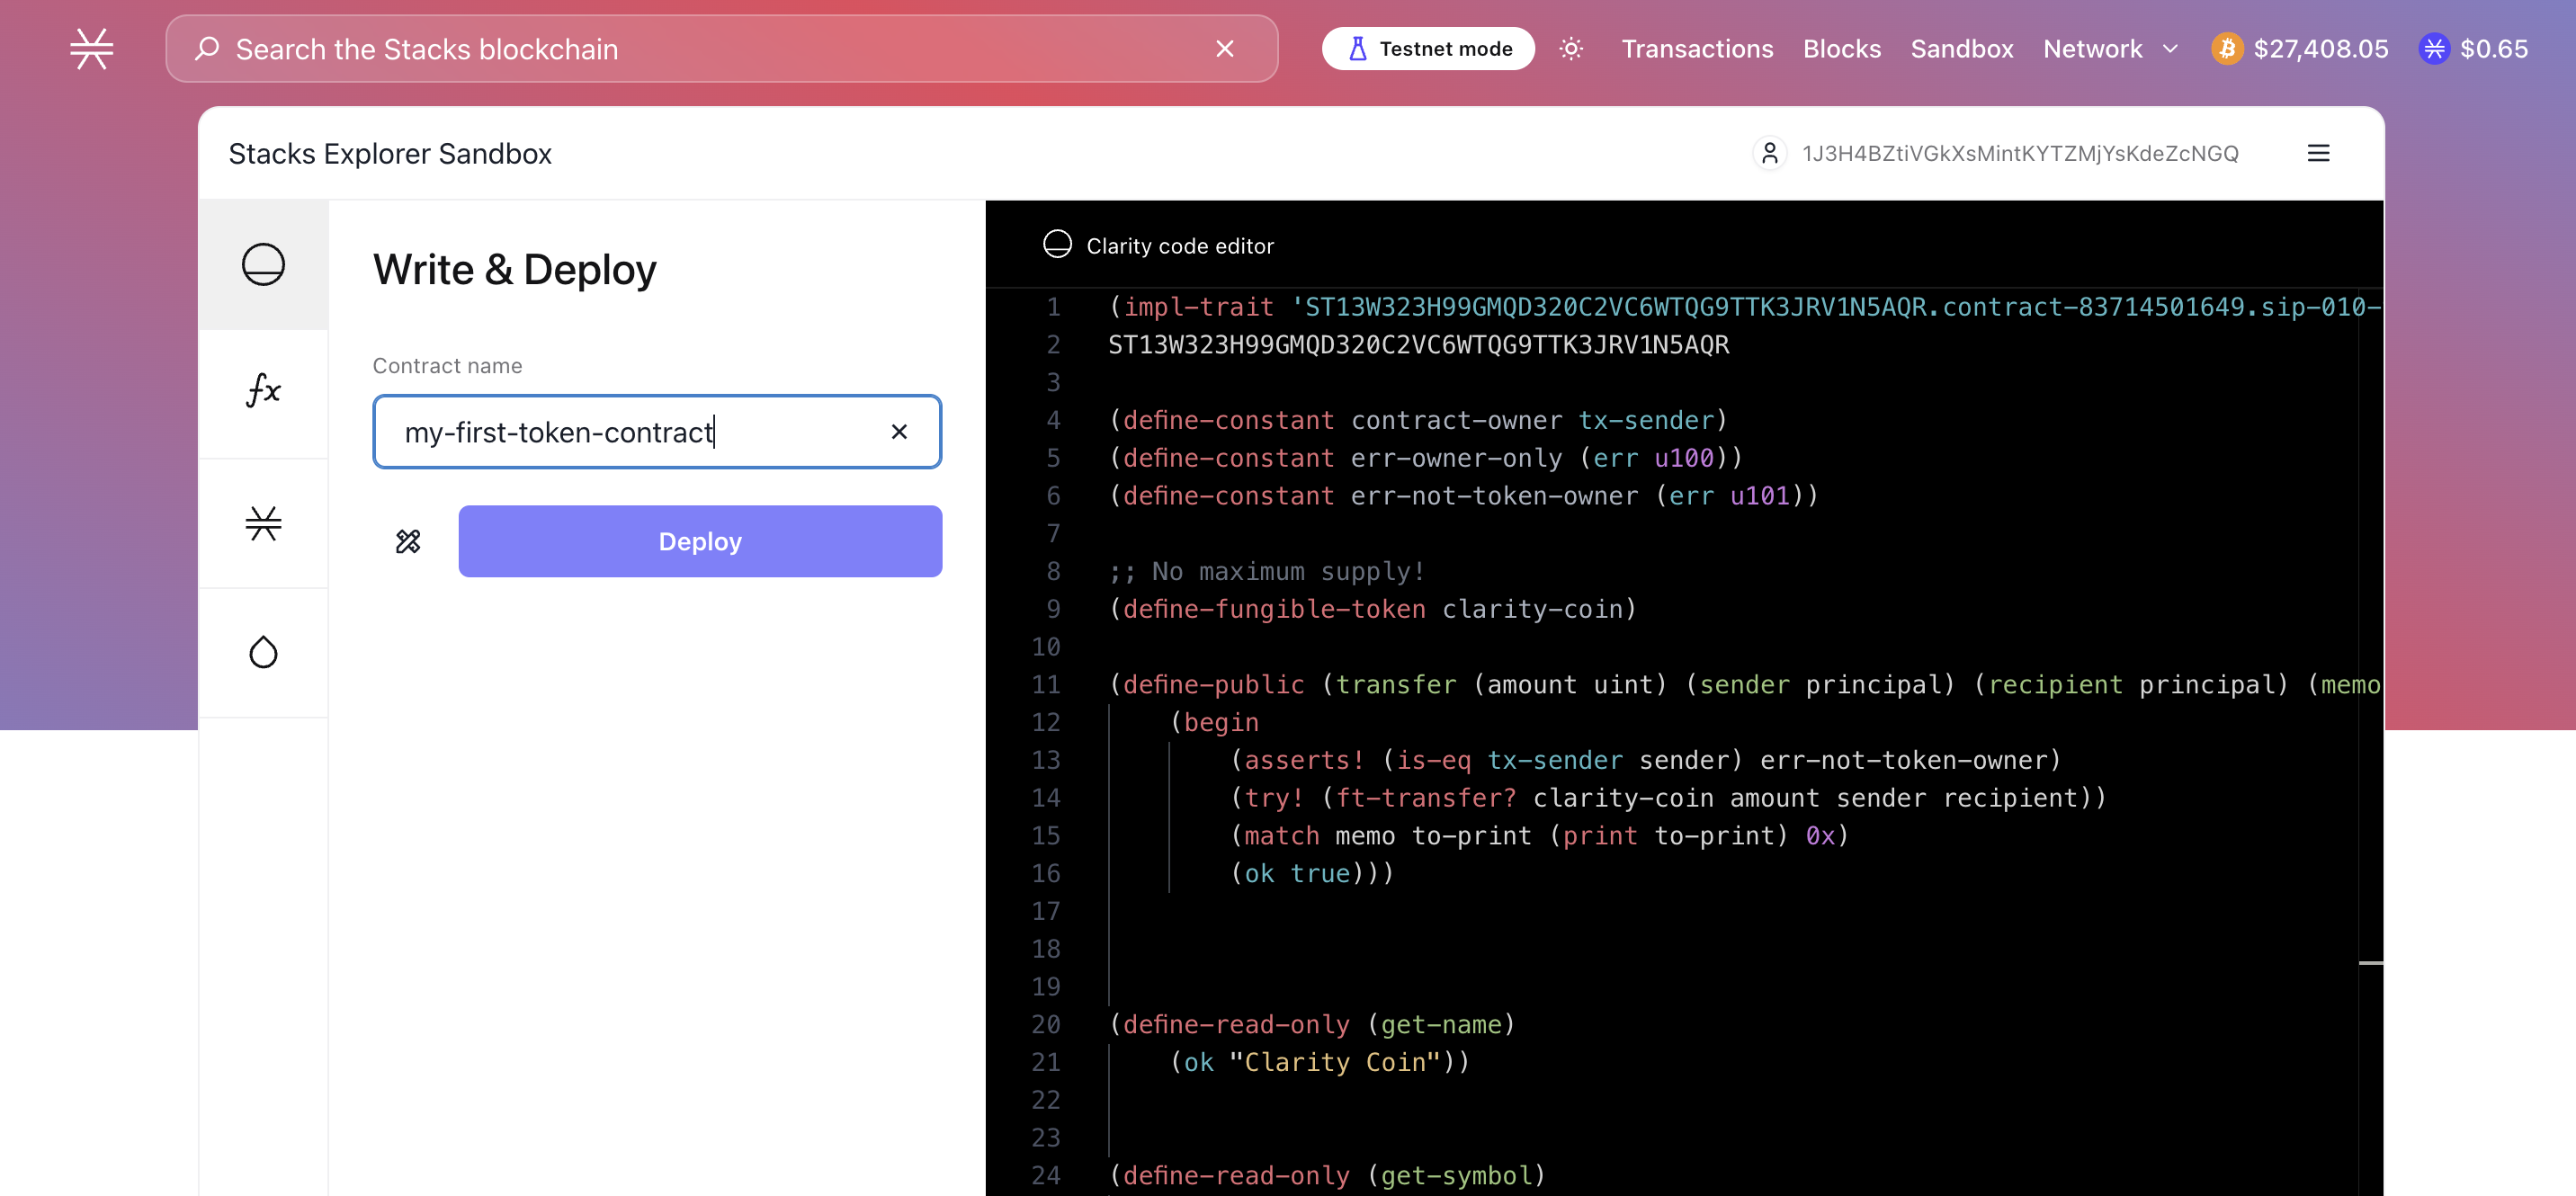 Search the Stacks blockchain
Testnet mode
Transactions
Blocks
Sandbox
Network
$27,408.05
$0.65
Stacks Explorer Sandbox
1J3H4BZtiVGkXsMintKYTZMjYsKdeZcNGQ
Write & Deploy
Contract name
my-first-token-contract
Deploy
fx
Clarity code editor
1 (impl-trait 'ST13W323H99GMQD320C2VC6WTQG9TTK3JRV1N5AQR.contract-83714501649.sip-010-
2 ST13W323H99GMQD320C2VC6WTQG9TTK3JRV1N5AQR
3
4 (define-constant contract-owner tx-sender)
5 (define-constant err-owner-only (err u100))
6 (define-constant err-not-token-owner (err u101))
7
8 ;; No maximum supply!
9 (define-fungible-token clarity-coin)
10
11 (define-public (transfer (amount uint) (sender principal) (recipient principal) (memo
12 (begin
13 (asserts! (is-eq tx-sender sender) err-not-token-owner)
14 (try! (ft-transfer? clarity-coin amount sender recipient))
15 (match memo to-print (print to-print) 0x)
16 (ok true)))
17
18
19
20 (define-read-only (get-name)
21 (ok "Clarity Coin"))
22
23
24 (define-read-only (get-symbol)